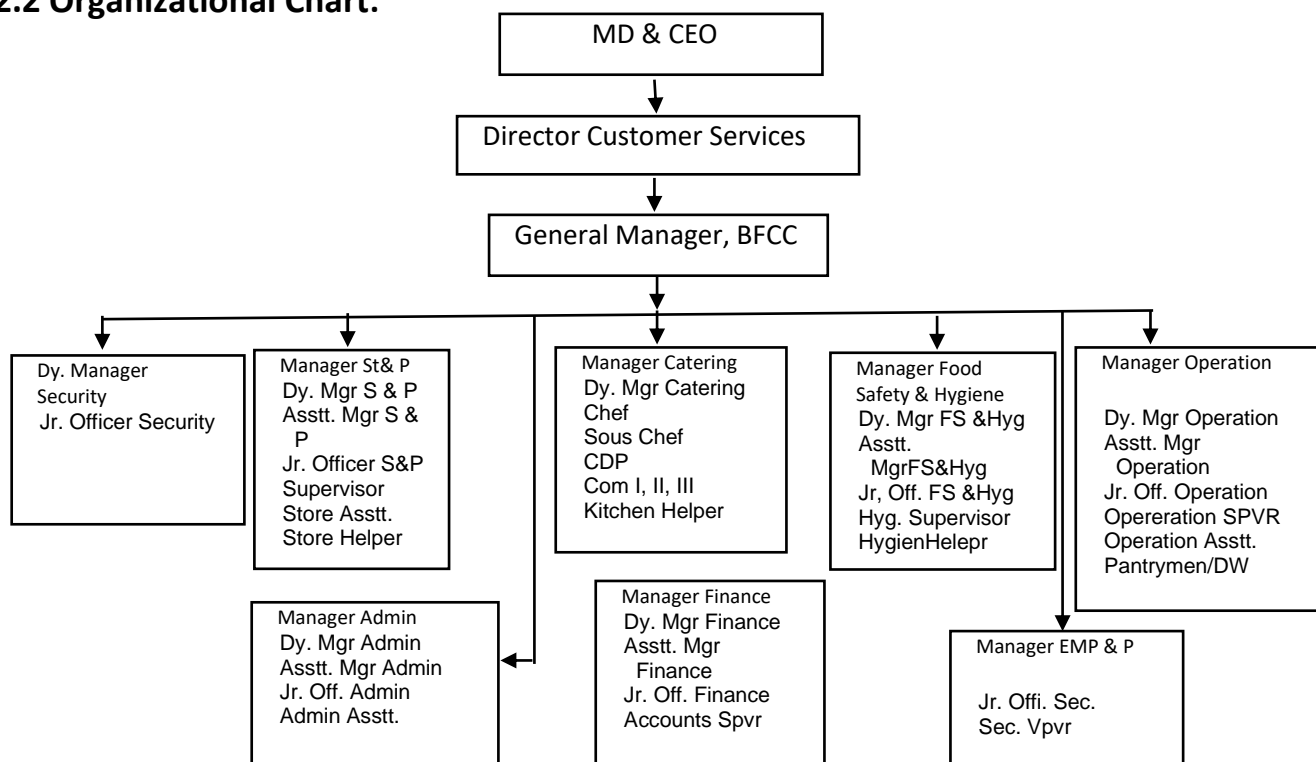 2.2 Organizational Chart:
MD & CEO
Director Customer Services
General Manager, BFCC
Dy. Manager
Security
Jr. Officer Security
Manager St& P
Dy. Mgr S & P
Asstt. Mgr S &
P
Jr. Officer S&P
Supervisor
Store Asstt.
Store Helper
Manager Catering
Dy. Mgr Catering
Chef
Sous Chef
CDP
Com I, II, III
Kitchen Helper
Manager Food
Safety & Hygiene
Dy. Mgr FS &Hyg
Asstt.
MgrFS&Hyg
Jr, Off. FS &Hyg
Hyg. Supervisor
HygienHelepr
Manager Operation
Dy. Mgr Operation
Asstt. Mgr
Operation
Jr. Off. Operation
Opereration SPVR
Operation Asstt.
Pantrymen/DW
Manager Admin
Dy. Mgr Admin
Asstt. Mgr Admin
Jr. Off. Admin
Admin Asstt.
Manager Finance
Dy. Mgr Finance
Asstt. Mgr
Finance
Jr. Off. Finance
Accounts Spvr
Manager EMP & P
Jr. Offi. Sec.
Sec. Vpvr